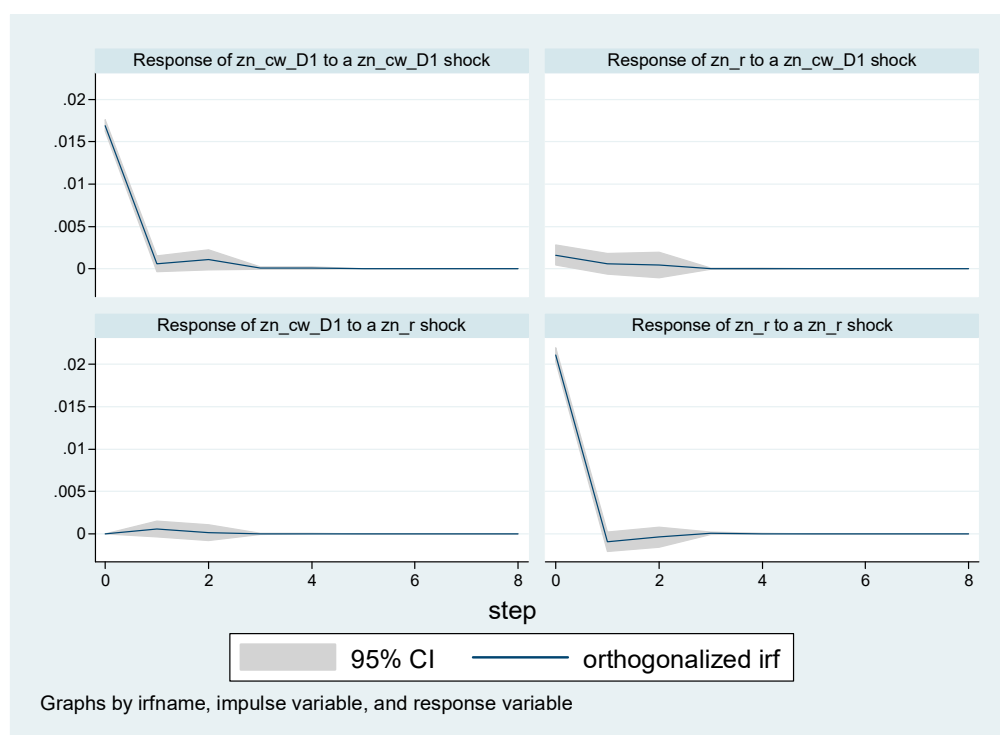 Response of zn_cw_D1 to a zn_cw_D1 shock
Response of zn_r to a zn_cw_D1 shock
.02
.015
.01
.005
0
Response of zn_cw_D1 to a zn_r shock
Response of zn_r to a zn_r shock
.02
.015
.01
.005
0
0 2 4 6 8
0 2 4 6 8
step
95% CI
orthogonalized irf
Graphs by irfname, impulse variable, and response variable